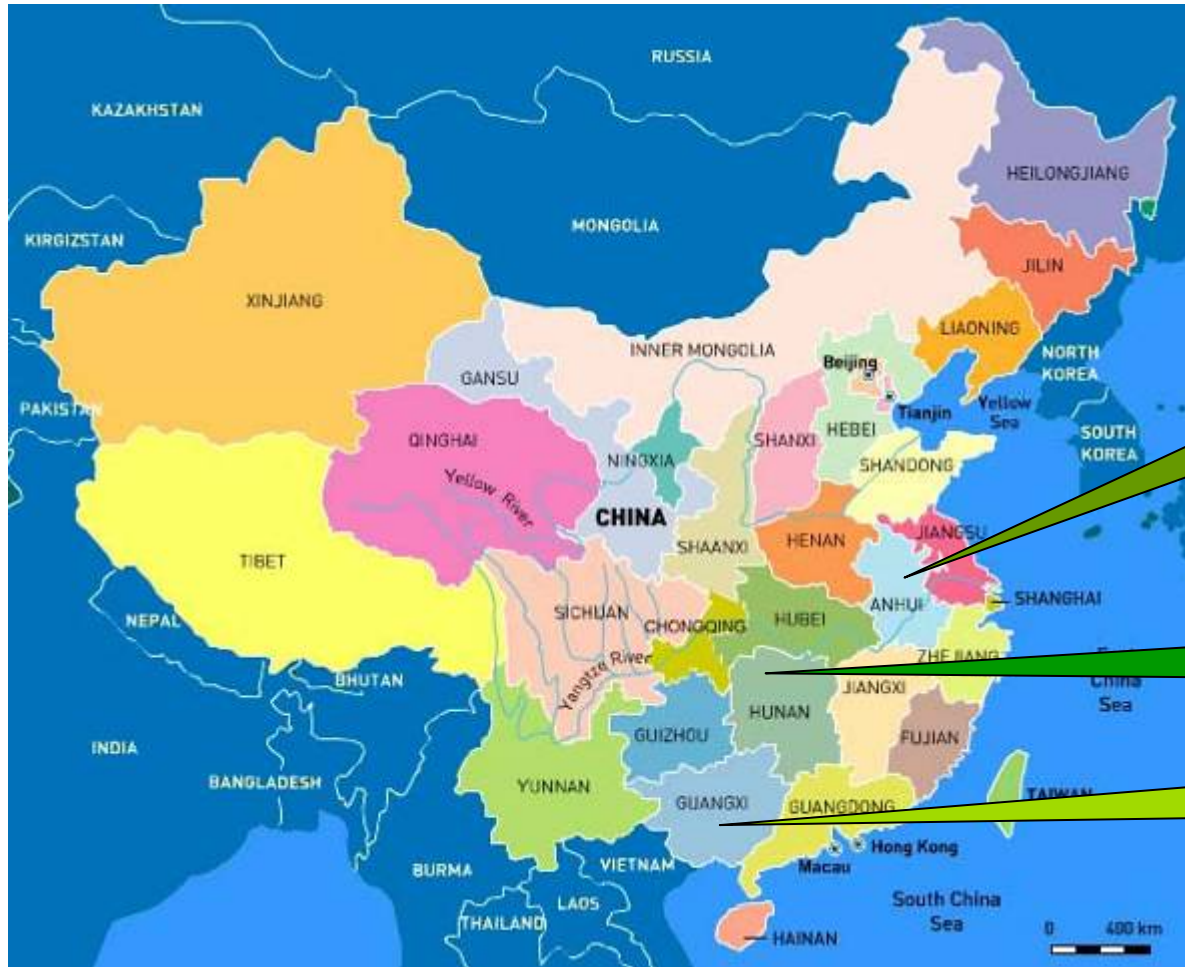 RUSSIA
KAZAKHSTAN
HEILONGJIANG
MONGOLIA
KIRGIZSTAN
JILIN
XINJIANG
LIAONING
INNER MONGOLIA
NORTH
KOREA
Beijing
GANSU
Yellow
Sea
PAKISTAN
Tianjin
QINGHAI
SHANXI
HEBEI
SOUTH
KOREA
NINGXIA
SHANDONG
Yellow River
CHINA
JIANGSU
HENAN
SHAANXI
TIBET
SHANGHAI
ANHUI
SICHUAN
NEPAL
CHONGQING
HUBEI
Yangtze River
ZHEJIANG
BHUTAN
China
Sea
JIANGXI
HUNAN
GUIZHOU
FUJIAN
INDIA
BANGLADESH
YUNNAN
GUANGXI
GUANGDONG
TAIWAN
Hong Kong
Macau
BURMA
VIETNAM
LAOS
South China
Sea
THAILAND
HAINAN
0 400 km